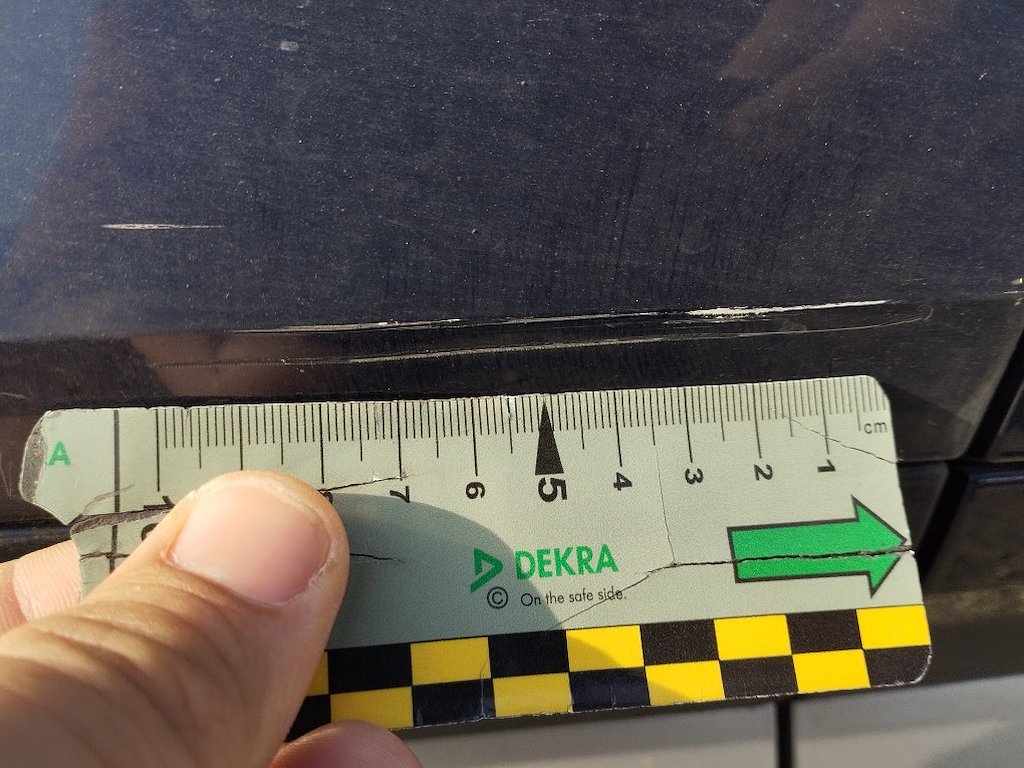 A
cm
7 6 5 4 3 2 1
DEKRA
© On the safe side.